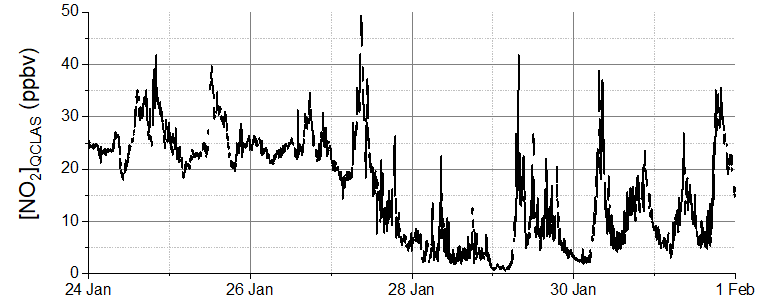 [NO₂]QCLAS (ppbv)
50
40
30
20
10
0
24 Jan
26 Jan
28 Jan
30 Jan
1 Feb